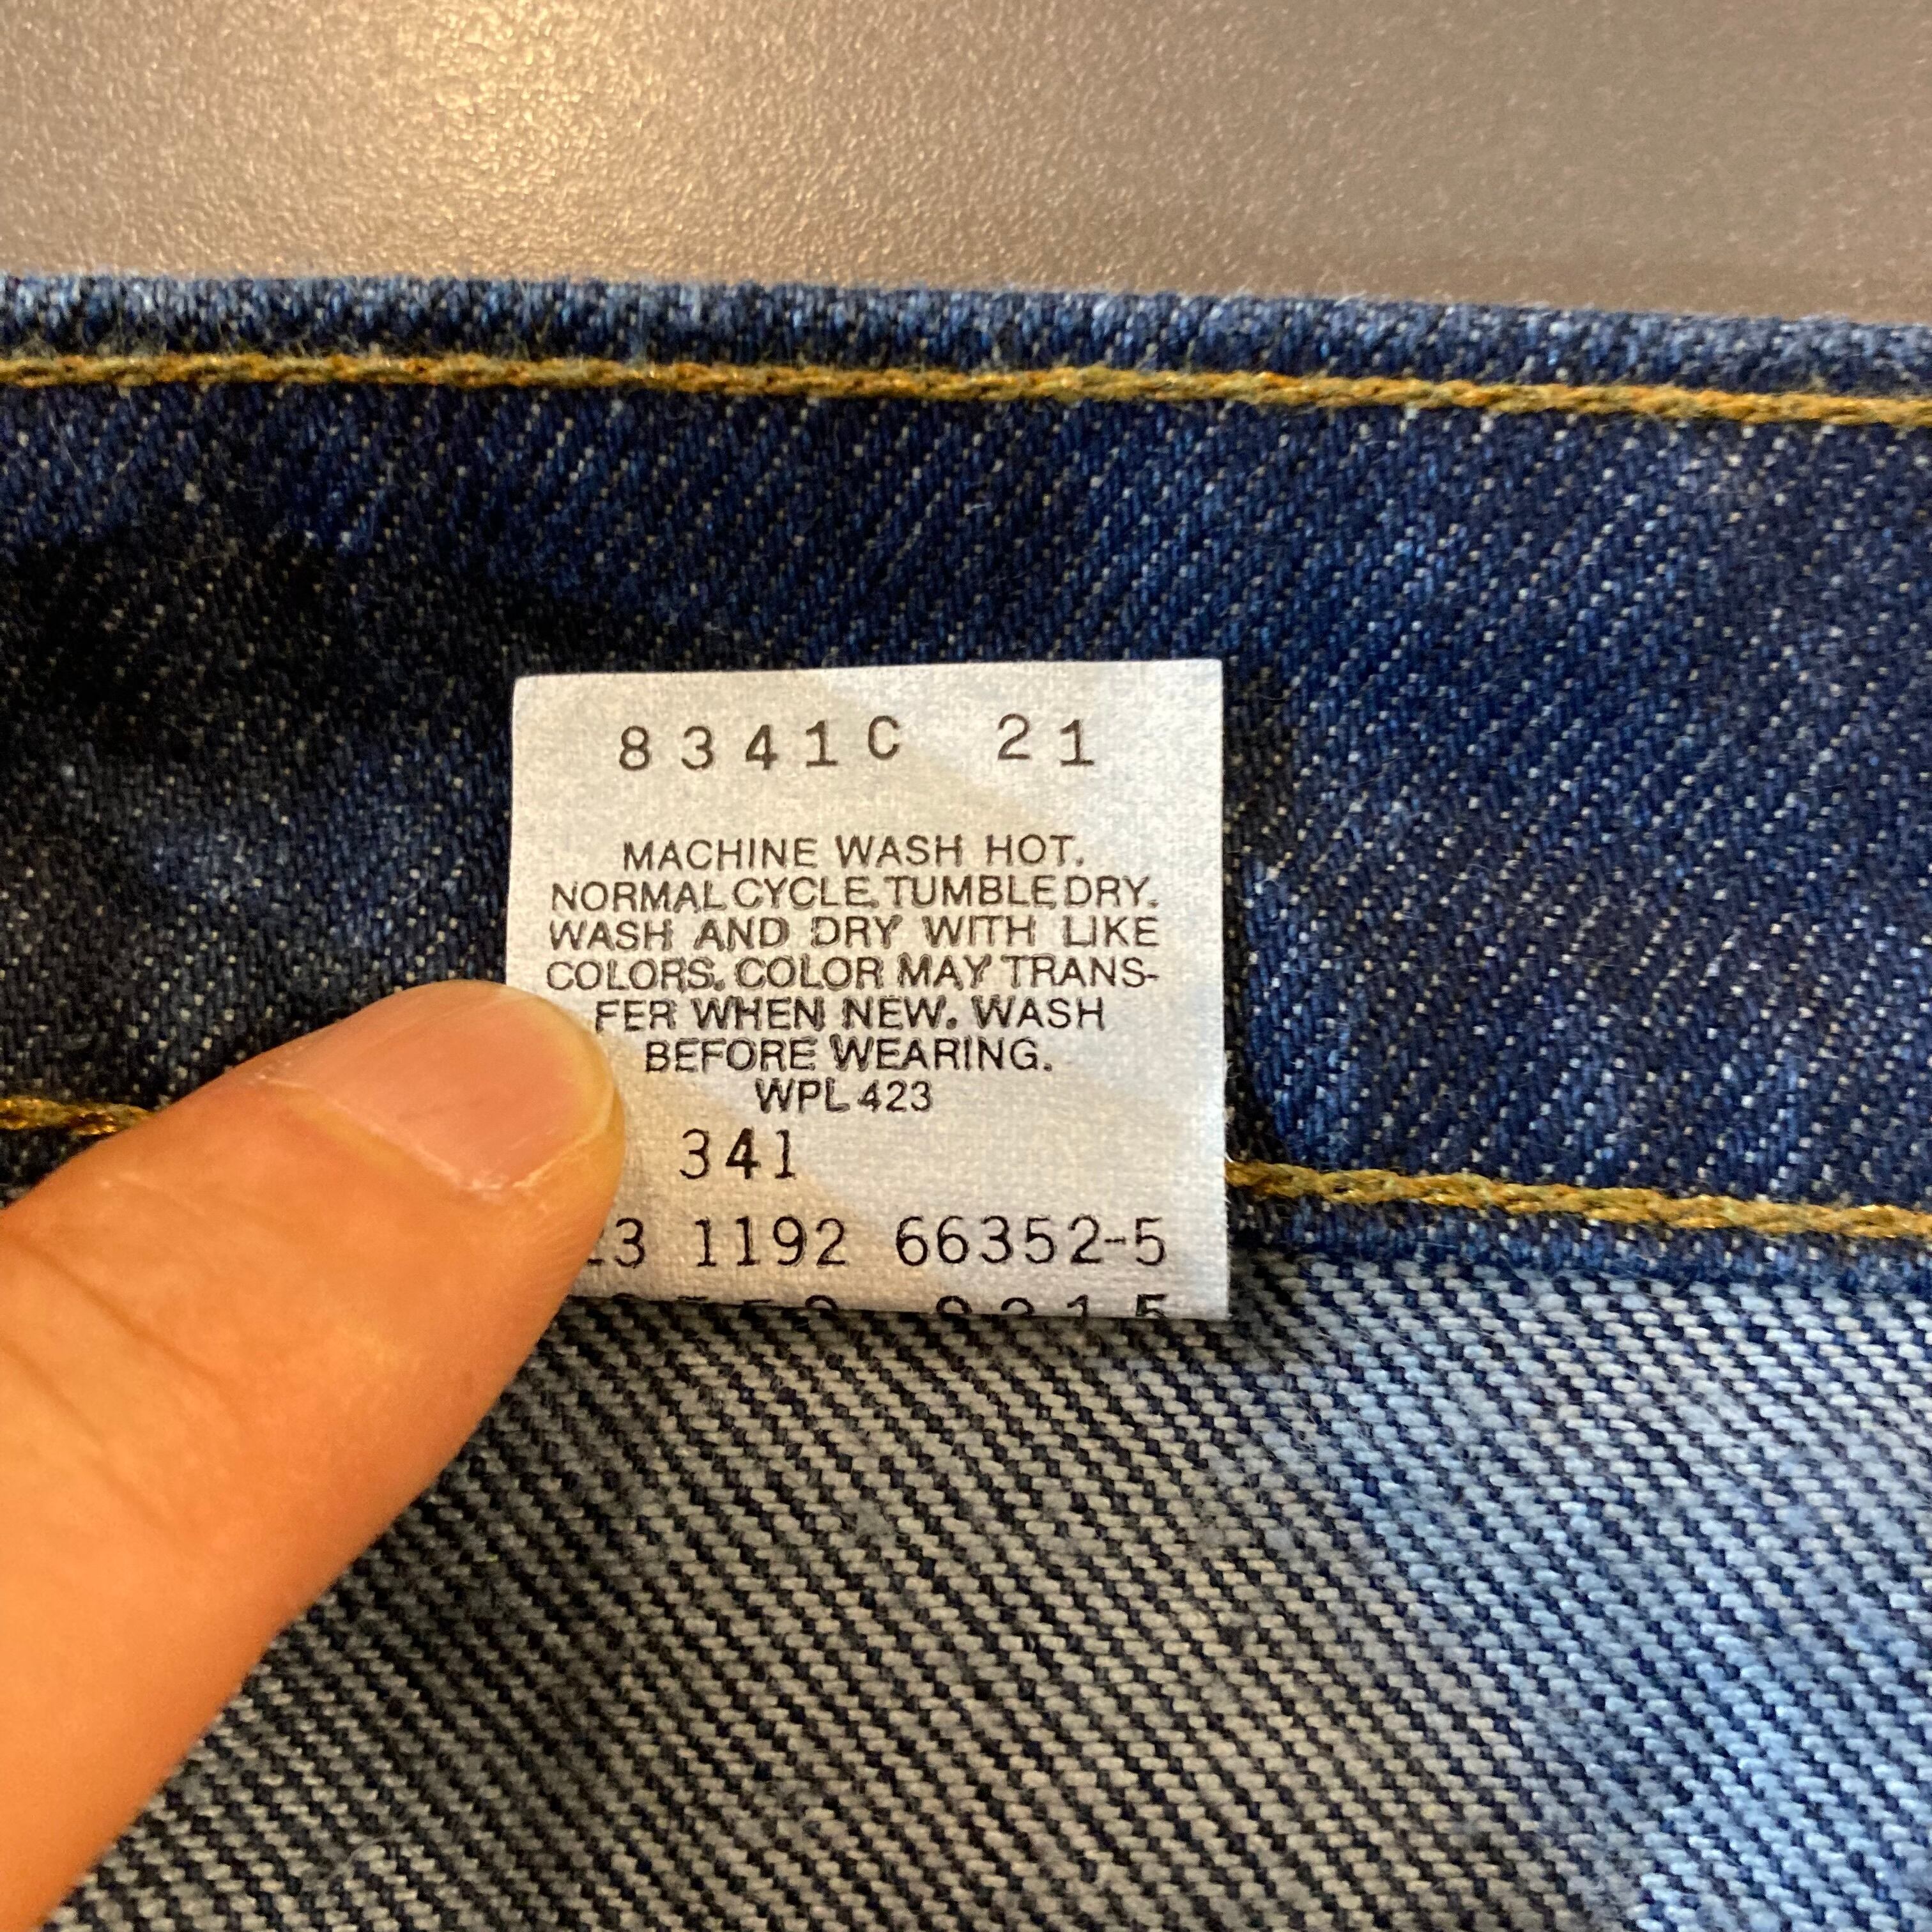 8341C 21
MACHINE WASH HOT.
NORMAL CYCLE. TUMBLE DRY.
WASH AND DRY WITH LIKE
COLORS. COLOR MAY TRANS-
FER WHEN NEW. WASH
BEFORE WEARING.
WPL 423
341
1192 66352-5